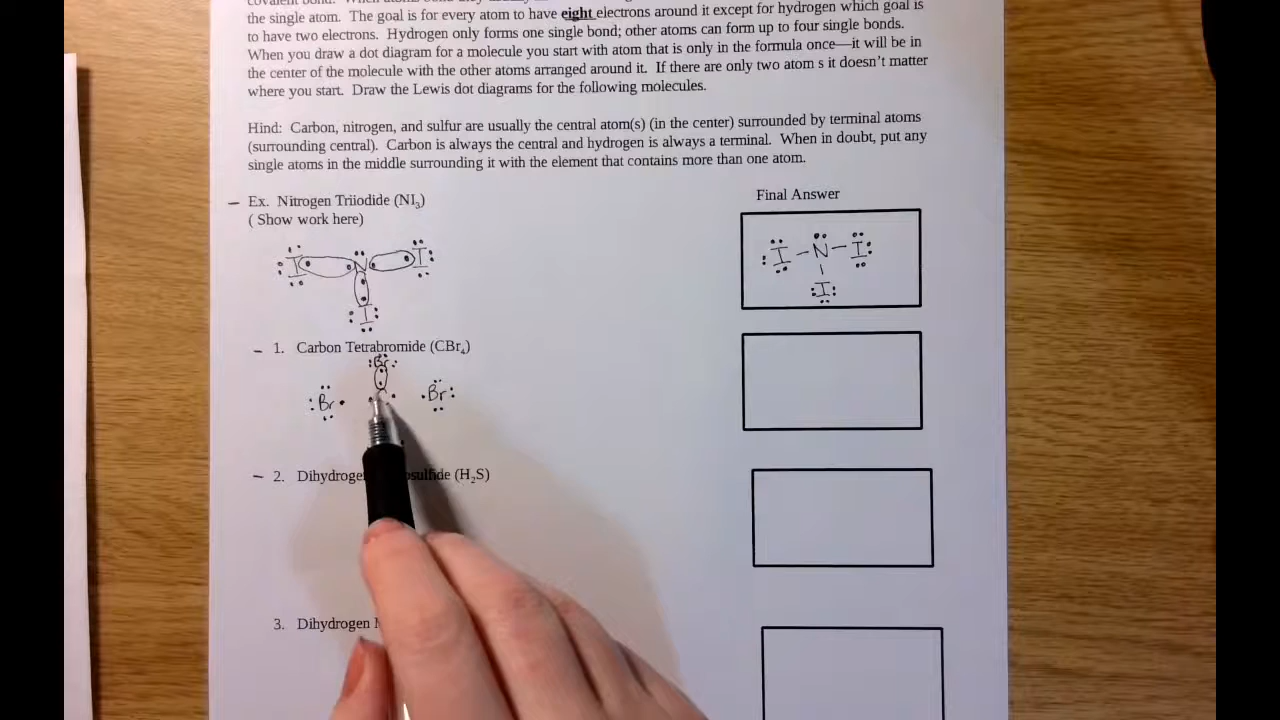 the single atom. The goal is for every atom to have eight electrons around it except for hydrogen which goal is
to have two electrons. Hydrogen only forms one single bond; other atoms can form up to four single bonds.
When you draw a dot diagram for a molecule you start with atom that is only in the formula once—it will be in
the center of the molecule with the other atoms arranged around it. If there are only two atom s it doesn't matter
where you start. Draw the Lewis dot diagrams for the following molecules.
Hind: Carbon, nitrogen, and sulfur are usually the central atom(s) (in the center) surrounded by terminal atoms
(surrounding central). Carbon is always the central and hydrogen is always a terminal. When in doubt, put any
single atoms in the middle surrounding it with the element that contains more than one atom.
Ex. Nitrogen Triiodide (NI₃)
( Show work here)
Final Answer
I N I
I
I - N - I
I
1. Carbon Tetrabromide (CBr₄)
Br
Br Br
2. (H₂S)
3. Dihydrogen